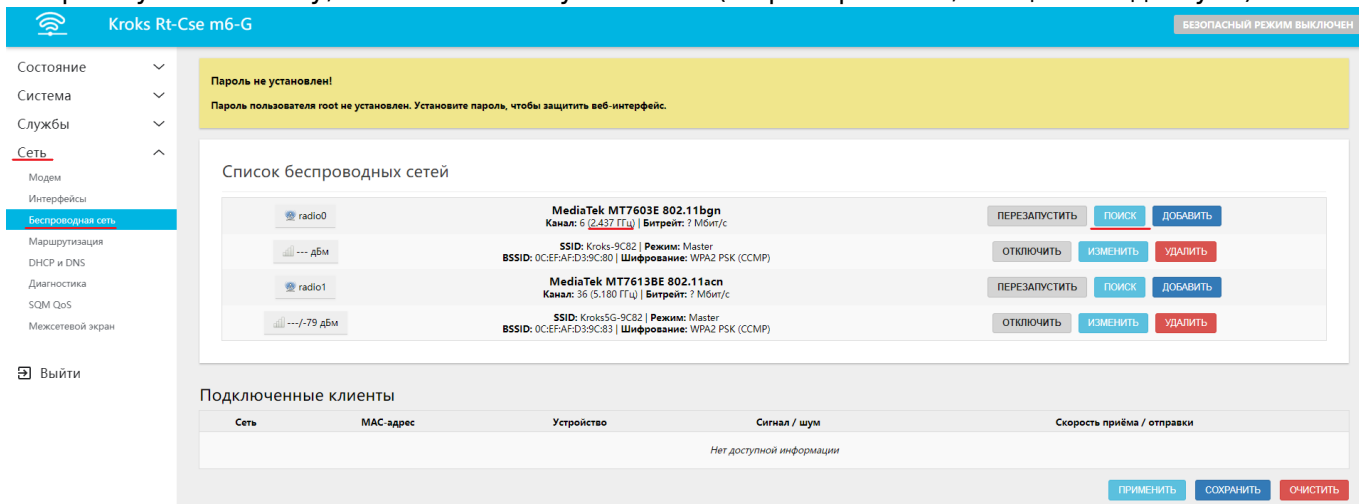 Kroks Rt-Cse m6-G
БЕЗОПАСНЫЙ РЕЖИМ ВЫКЛЮЧЕН
Состояние
Система
Службы
Сеть
Модем
Интерфейсы
Беспроводная сеть
Маршрутизация
DHCP и DNS
Диагностика
SQM QoS
Межсетевой экран
Выйти
Пароль не установлен!
Пароль пользователя root не установлен. Установите пароль, чтобы защитить веб-интерфейс.
Список беспроводных сетей
radio0
MediaTek MT7603E 802.11bgn
Канал: 6 (2.437 ГГц) | Битрейт: ? Мбит/с
ПЕРЕЗАПУСТИТЬ ПОИСК ДОБАВИТЬ
--- дБм
SSID: Kroks-9C82 | Режим: Master
BSSID: 0C:EF:AF:D3:9C:80 | Шифрование: WPA2 PSK (CCMP)
ОТКЛЮЧИТЬ ИЗМЕНИТЬ УДАЛИТЬ
radio1
MediaTek MT7613BE 802.11acn
Канал: 36 (5.180 ГГц) | Битрейт: ? Мбит/с
ПЕРЕЗАПУСТИТЬ ПОИСК ДОБАВИТЬ
---/-79 дБм
SSID: Kroks5G-9C82 | Режим: Master
BSSID: 0C:EF:AF:D3:9C:83 | Шифрование: WPA2 PSK (CCMP)
ОТКЛЮЧИТЬ ИЗМЕНИТЬ УДАЛИТЬ
Подключенные клиенты
Сеть MAC-адрес Устройство Сигнал / шум Скорость приёма / отправки
Нет доступной информации
ПРИМЕНИТЬ СОХРАНИТЬ ОЧИСТИТЬ